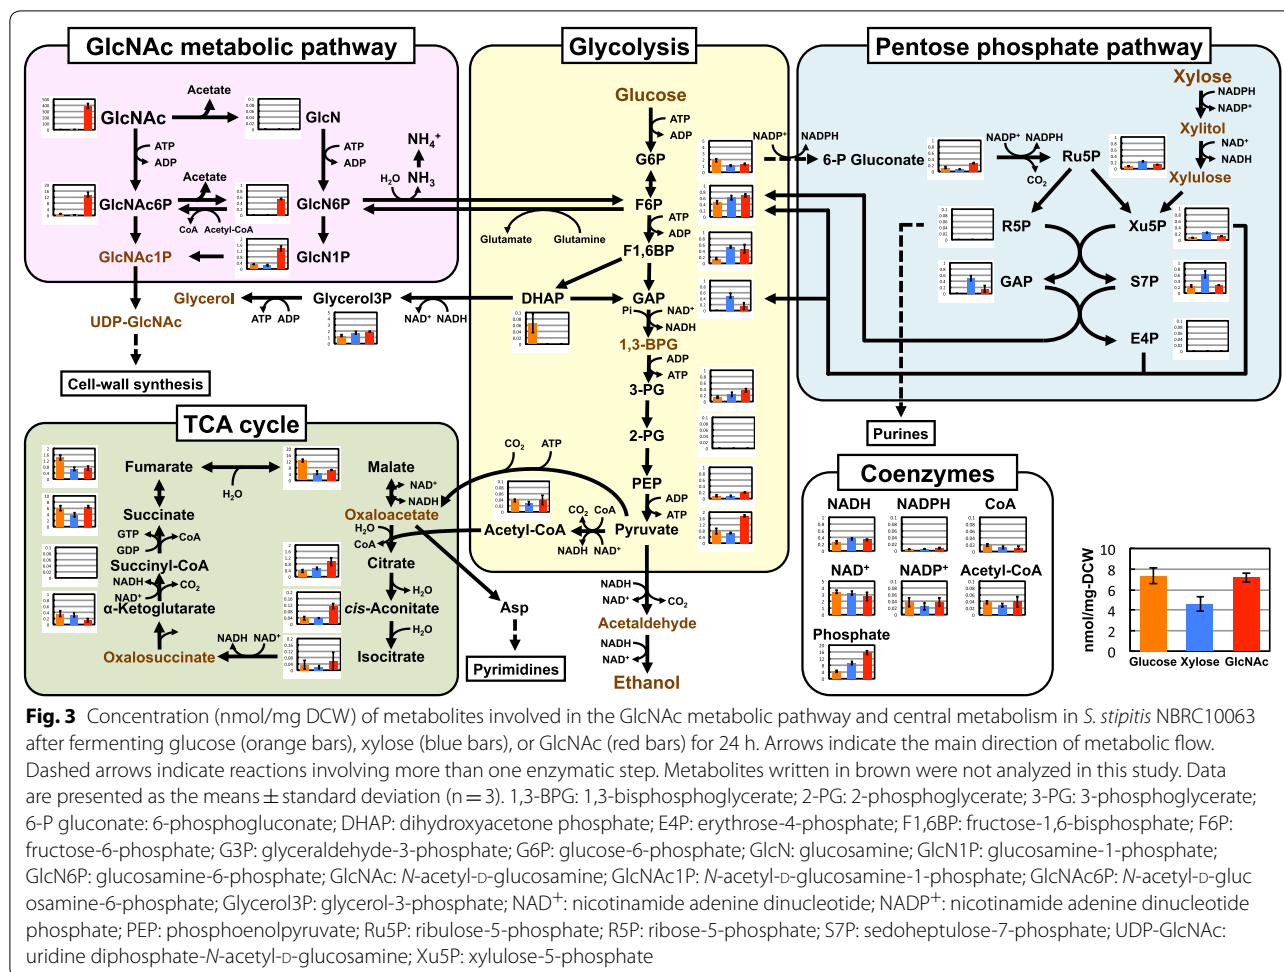 GlcNAc metabolic pathway
Glycolysis
Pentose phosphate pathway
GlcNAc
Acetate
GlcN
ATP
ADP
ATP
ADP
NH4+
NH3
H2O
GlcNAc6P
Acetate
CoA Acetyl-CoA
GlcN6P
GlcNAc1P
GlcN1P
UDP-GlcNAc
Cell-wall synthesis
Glucose
ATP
ADP
G6P
F6P
Glutamate
Glutamine
ATP
ADP
F1,6BP
Glycerol
ATP ADP
Glycerol3P
NAD+ NADH
DHAP
GAP
Pi
NAD+
NADH
1,3-BPG
ADP
ATP
3-PG
2-PG
PEP
ADP
ATP
Pyruvate
CO2
ATP
CO2 CoA
NADH NAD+
Acetyl-CoA
NADH
NAD+
CO2
Acetaldehyde
NADH
NAD+
Ethanol
NADP+
NADPH
6-P Gluconate
NADP+ NADPH
CO2
Ru5P
Xylose
NADPH
NADP+
Xylitol
NAD+
NADH
Xylulose
R5P
Xu5P
GAP
S7P
E4P
Purines
TCA cycle
Fumarate
H2O
Malate
NAD+
NADH
Oxaloacetate
H2O
CoA
Citrate
H2O
cis-Aconitate
H2O
Isocitrate
NADH NAD+
Oxalosuccinate
α-Ketoglutarate
NADH
NAD+
CO2
Succinyl-CoA
GTP
GDP
CoA
Succinate
Asp
Pyrimidines
Coenzymes
NADH
NADPH
CoA
NAD+
NADP+
Acetyl-CoA
Phosphate
nmol/mg-DCW
10
8
6
4
2
0
Glucose Xylose GlcNAc
Fig. 3 Concentration (nmol/mg DCW) of metabolites involved in the GlcNAc metabolic pathway and central metabolism in S. stipitis NBRC10063
after fermenting glucose (orange bars), xylose (blue bars), or GlcNAc (red bars) for 24 h. Arrows indicate the main direction of metabolic flow.
Dashed arrows indicate reactions involving more than one enzymatic step. Metabolites written in brown were not analyzed in this study. Data
are presented as the means ± standard deviation (n = 3). 1,3-BPG: 1,3-bisphosphoglycerate; 2-PG: 2-phosphoglycerate; 3-PG: 3-phosphoglycerate;
6-P gluconate: 6-phosphogluconate; DHAP: dihydroxyacetone phosphate; E4P: erythrose-4-phosphate; F1,6BP: fructose-1,6-bisphosphate; F6P:
fructose-6-phosphate; G3P: glyceraldehyde-3-phosphate; G6P: glucose-6-phosphate; GlcN: glucosamine; GlcN1P: glucosamine-1-phosphate;
GlcN6P: glucosamine-6-phosphate; GlcNAc: N-acetyl-D-glucosamine; GlcNAc1P: N-acetyl-D-glucosamine-1-phosphate; GlcNAc6P: N-acetyl-D-gluc
osamine-6-phosphate; Glycerol3P: glycerol-3-phosphate; NAD+: nicotinamide adenine dinucleotide; NADP+: nicotinamide adenine dinucleotide
phosphate; PEP: phosphoenolpyruvate; Ru5P: ribulose-5-phosphate; R5P: ribose-5-phosphate; S7P: sedoheptulose-7-phosphate; UDP-GlcNAc:
uridine diphosphate-N-acetyl-D-glucosamine; Xu5P: xylulose-5-phosphate